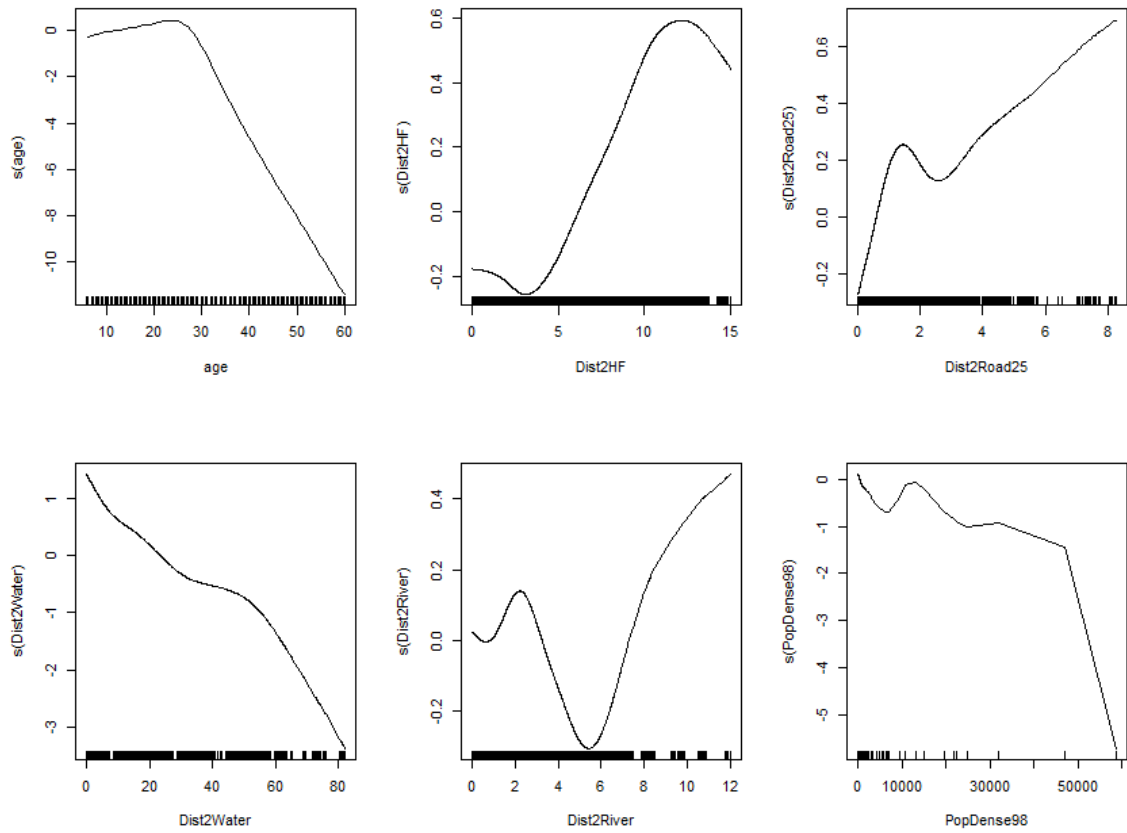 s(age)
0
-2
-4
-6
-8
-10
10 20 30 40 50 60
age
s(Dist2HF)
0.6
0.4
0.2
0.0
-0.2
0 5 10 15
Dist2HF
s(Dist2Road25)
0.6
0.4
0.2
0.0
-0.2
0 2 4 6 8
Dist2Road25
s(Dist2Water)
1
0
-1
-2
-3
0 20 40 60 80
Dist2Water
s(Dist2River)
0.4
0.2
0.0
-0.2
0 2 4 6 8 10 12
Dist2River
s(PopDense98)
0
-1
-2
-3
-4
-5
0 10000 30000 50000
PopDense98